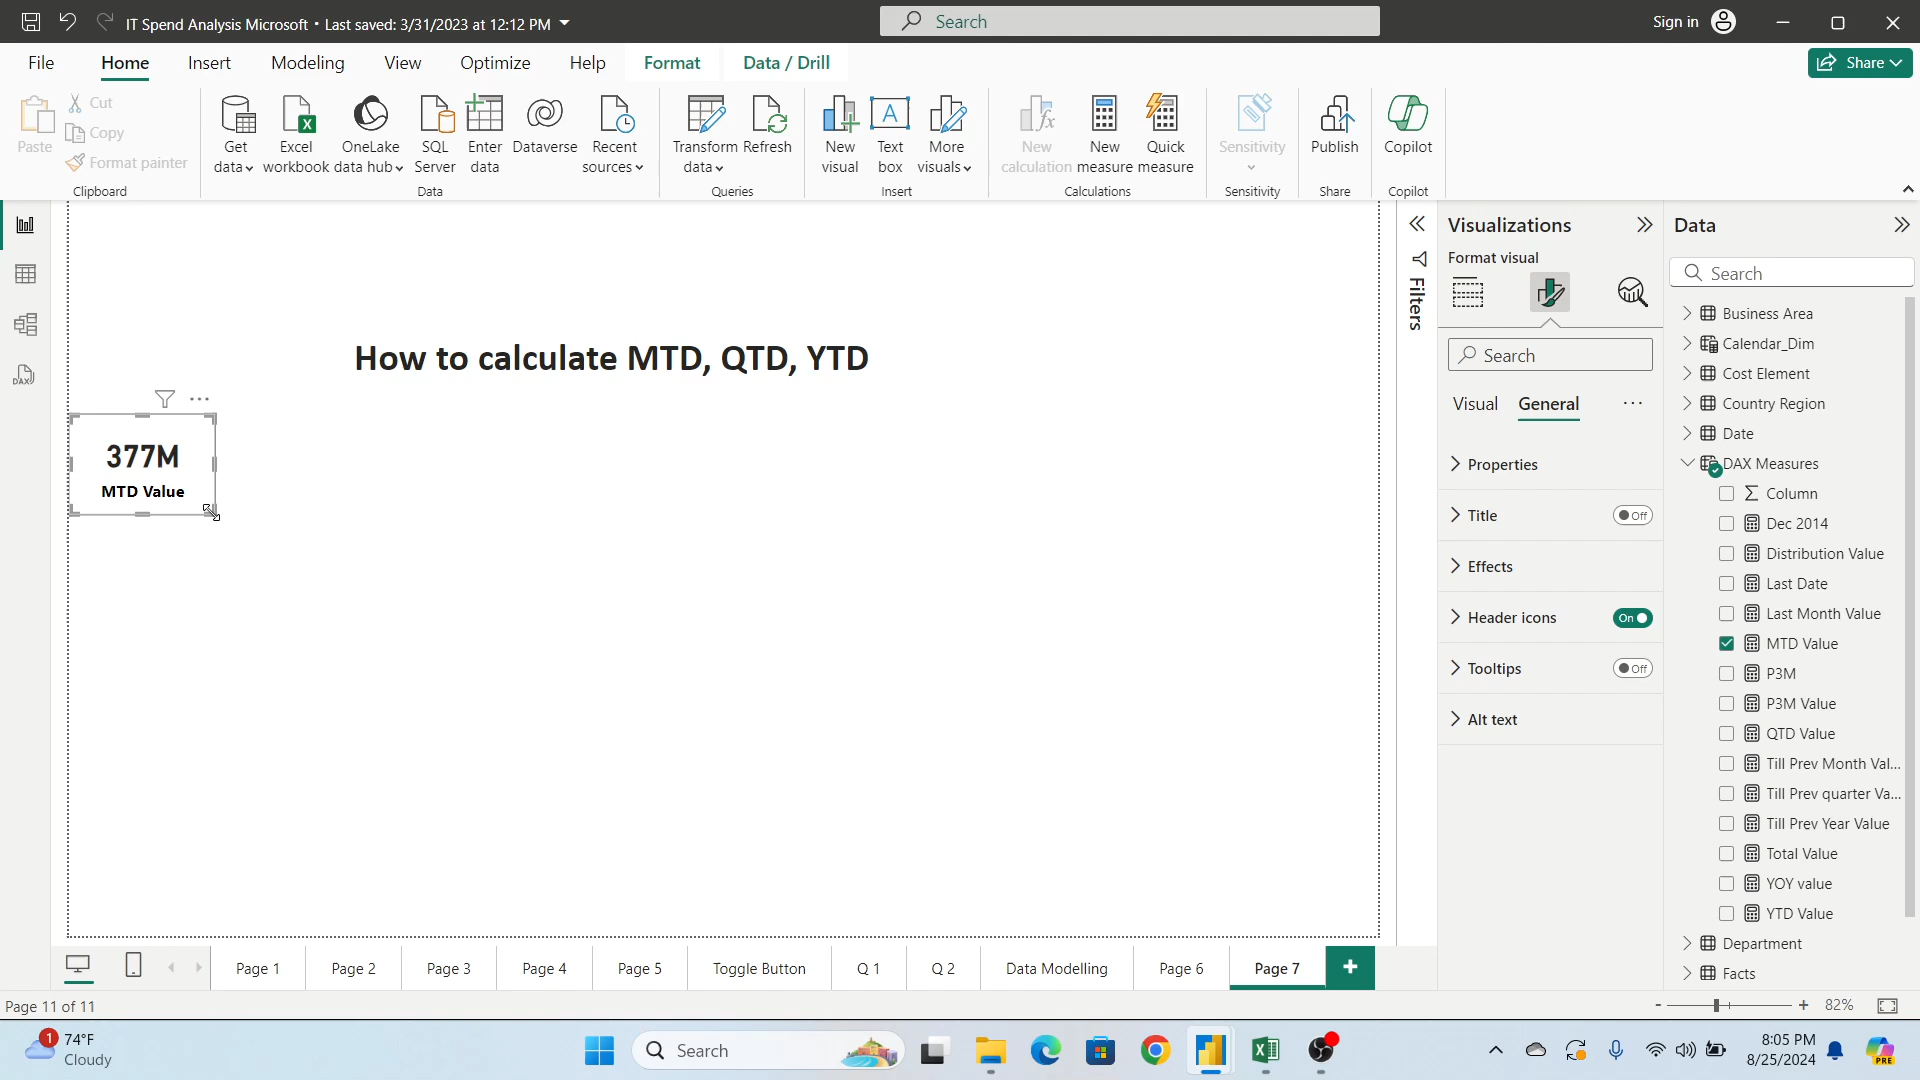 IT Spend Analysis Microsoft • Last saved: 3/31/2023 at 12:12 PM
Search
Sign in
File Home Insert Modeling View Optimize Help Format Data / Drill
Share
Paste
Cut
Copy
Format painter
Clipboard
Get data
Excel workbook
OneLake data hub
SQL Server
Enter data
Dataverse
Recent sources
Data
Transform data
Refresh
Queries
New visual
Text box
More visuals
Insert
New calculation
New measure
Quick measure
Calculations
Sensitivity
Sensitivity
Publish
Share
Copilot
Copilot
DAX
How to calculate MTD, QTD, YTD
377M
MTD Value
Filters
Visualizations
Format visual
Search
Visual General
Properties
Title Off
Effects
Header icons On
Tooltips Off
Alt text
Data
Search
Business Area
Calendar_Dim
Cost Element
Country Region
Date
DAX Measures
Column
Dec 2014
Distribution Value
Last Date
Last Month Value
MTD Value
P3M
P3M Value
QTD Value
Till Prev Month Val...
Till Prev quarter Va...
Till Prev Year Value
Total Value
YOY value
YTD Value
Department
Facts
Page 1 Page 2 Page 3 Page 4 Page 5 Toggle Button Q 1 Q 2 Data Modelling Page 6 Page 7
Page 11 of 11
- + 82%
1
74°F
Cloudy
Search
8:05 PM
8/25/2024
PRE